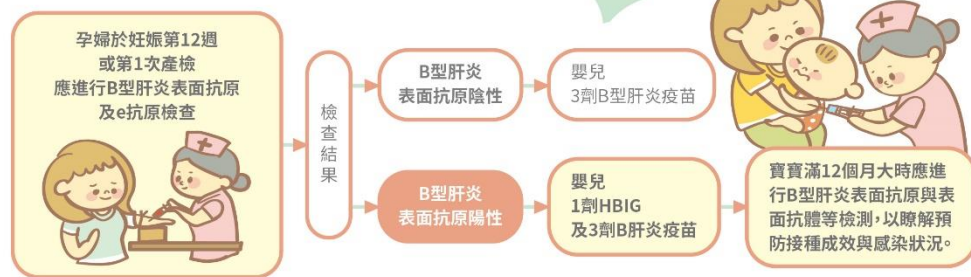 孕婦於妊娠第12週
或第1次產檢
應進行B型肝炎表面抗原
及e抗原檢查
檢查結果
B型肝炎
表面抗原陰性
嬰兒
3劑B型肝炎疫苗
B型肝炎
表面抗原陽性
嬰兒
1劑HBIG
及3劑B肝炎疫苗
寶寶滿12個月大時應進
行B型肝炎表面抗原與表
面抗體等檢測,以瞭解預
防接種成效與感染狀況。